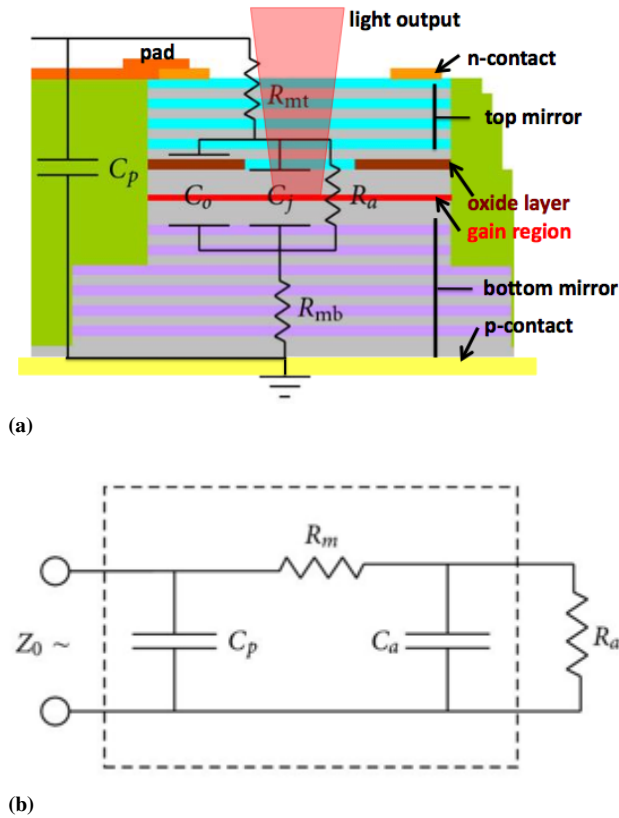 light output
pad
n-contact
R_mt
top mirror
C_p
C_o
C_j
R_a
oxide layer
gain region
bottom mirror
R_mb
p-contact
(a)
R_m
Z_0 ~
C_p
C_a
R_a
(b)